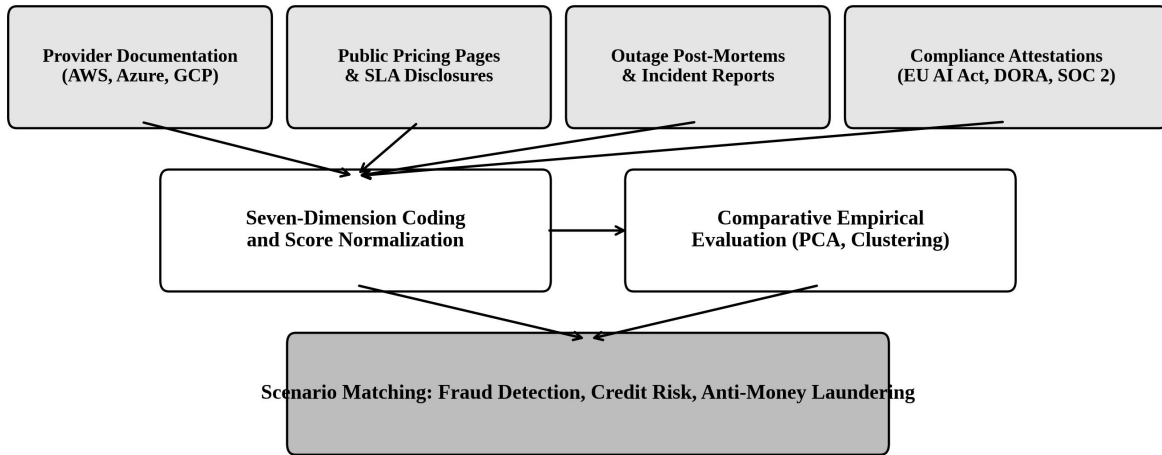 Provider Documentation
(AWS, Azure, GCP)
Public Pricing Pages
& SLA Disclosures
Outage Post-Mortems
& Incident Reports
Compliance Attestations
(EU AI Act, DORA, SOC 2)
Seven-Dimension Coding
and Score Normalization
Comparative Empirical
Evaluation (PCA, Clustering)
Scenario Matching: Fraud Detection, Credit Risk, Anti-Money Laundering